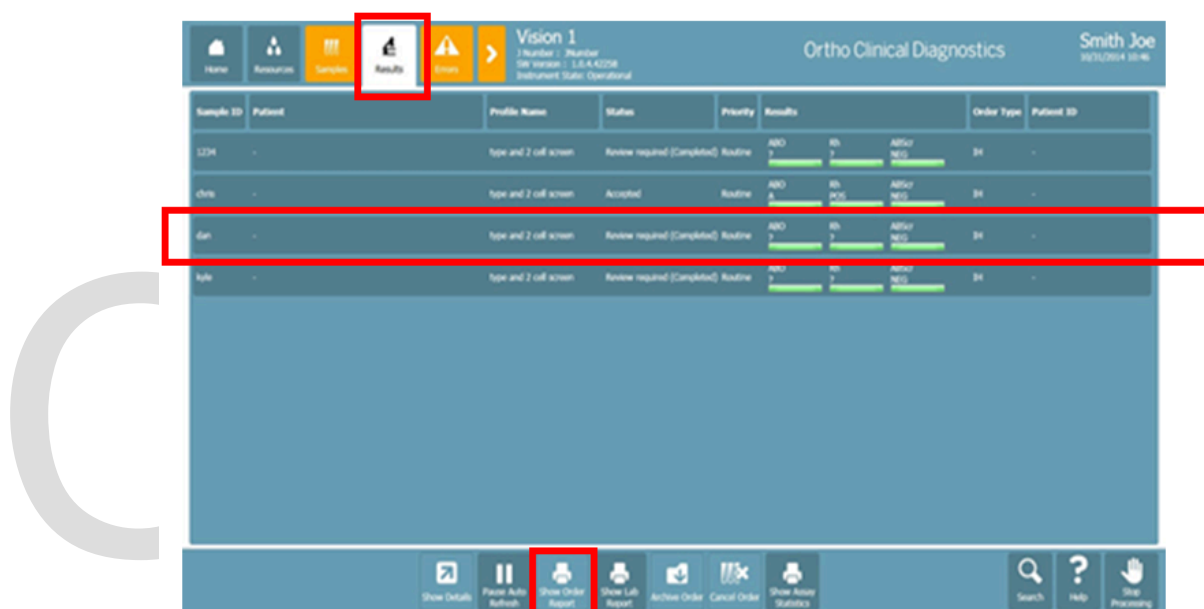 Vision 1
J Number : JNumber
SW Version : 1.0.4.42258
Instrument State: Operational
Ortho Clinical Diagnostics
Smith Joe
10/31/2014 10:46
Home
Resources
Samples
Results
Errors
Sample ID Patient Profile Name Status Priority Results Order Type Patient ID
ABO Rh ABScr
1234 - type and 2 cell screen Review required (Completed) Routine ? ? NEG IH -
ABO Rh ABScr
chris - type and 2 cell screen Accepted Routine A POS NEG IH -
ABO Rh ABScr
dan - type and 2 cell screen Review required (Completed) Routine ? ? NEG IH -
ABO Rh ABScr
kyle - type and 2 cell screen Review required (Completed) Routine ? ? NEG IH -
Show Details
Pause Auto
Refresh
Show Order
Report
Show Lab
Report
Archive Order
Cancel Order
Show Assay
Statistics
Search
Help
Stop
Processing